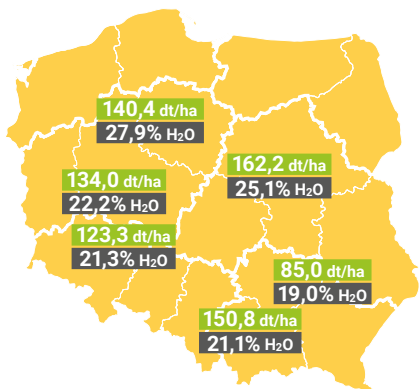 140,4 dt/ha
27,9% H₂O
162,2 dt/ha
25,1% H₂O
134,0 dt/ha
22,2% H₂O
123,3 dt/ha
21,3% H₂O
85,0 dt/ha
19,0% H₂O
150,8 dt/ha
21,1% H₂O